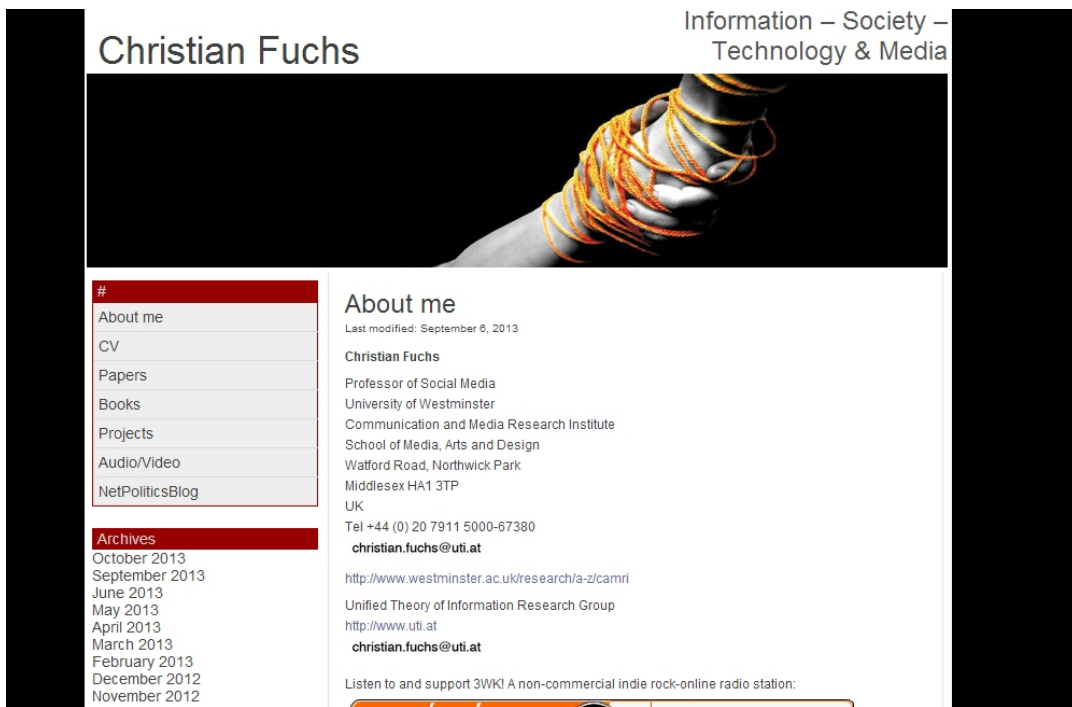 Christian Fuchs
Information – Society –
Technology & Media
#
About me
CV
Papers
Books
Projects
Audio/Video
NetPoliticsBlog
Archives
October 2013
September 2013
June 2013
May 2013
April 2013
March 2013
February 2013
December 2012
November 2012
About me
Last modified: September 6, 2013
Christian Fuchs
Professor of Social Media
University of Westminster
Communication and Media Research Institute
School of Media, Arts and Design
Watford Road, Northwick Park
Middlesex HA1 3TP
UK
Tel +44 (0) 20 7911 5000-67380
christian.fuchs@uti.at
http://www.westminster.ac.uk/research/a-z/camri
Unified Theory of Information Research Group
http://www.uti.at
christian.fuchs@uti.at
Listen to and support 3WK! A non-commercial indie rock-online radio station: